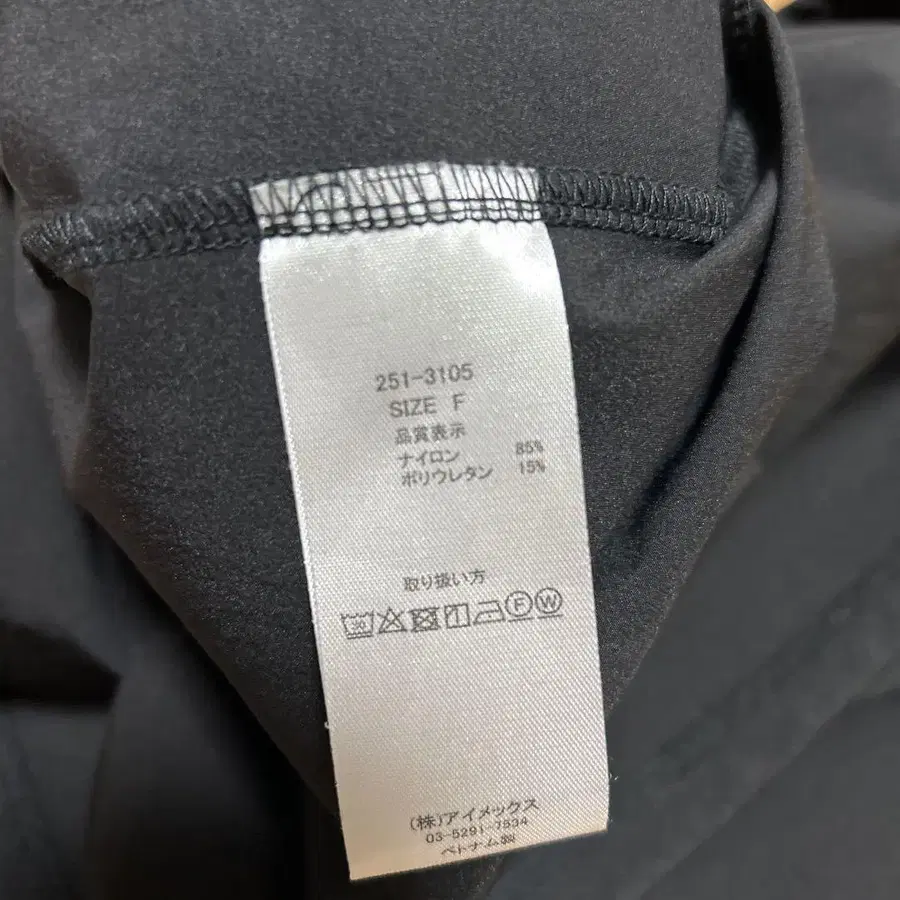 251-3105
SIZE F
品質表示
ナイロン 85%
ポリウレタン 15%
取り扱い方
30 F W
(株)アイメックス
03-5291-7534
ベトナム製